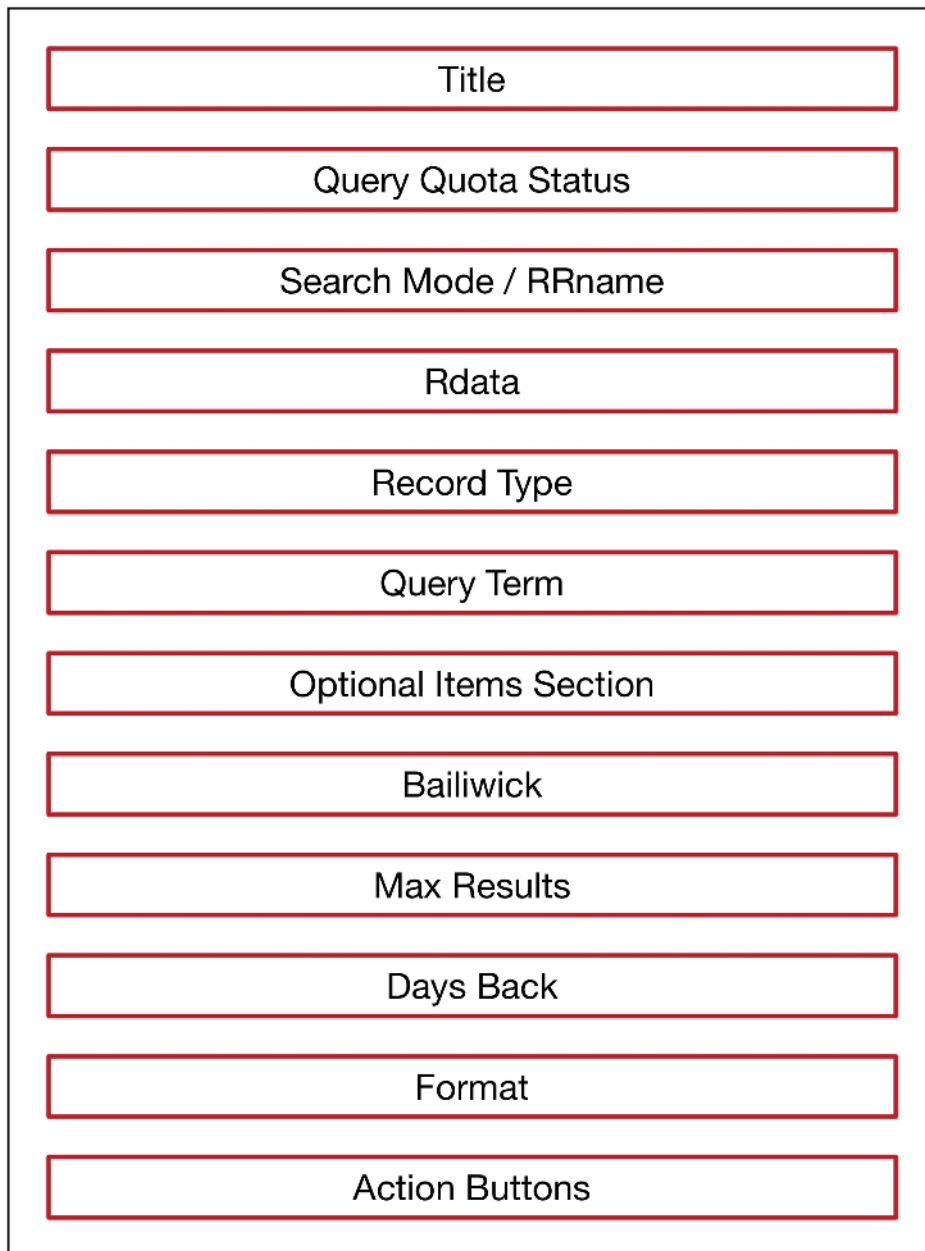 Title
Query Quota Status
Search Mode / RRname
Rdata
Record Type
Query Term
Optional Items Section
Bailiwick
Max Results
Days Back
Format
Action Buttons